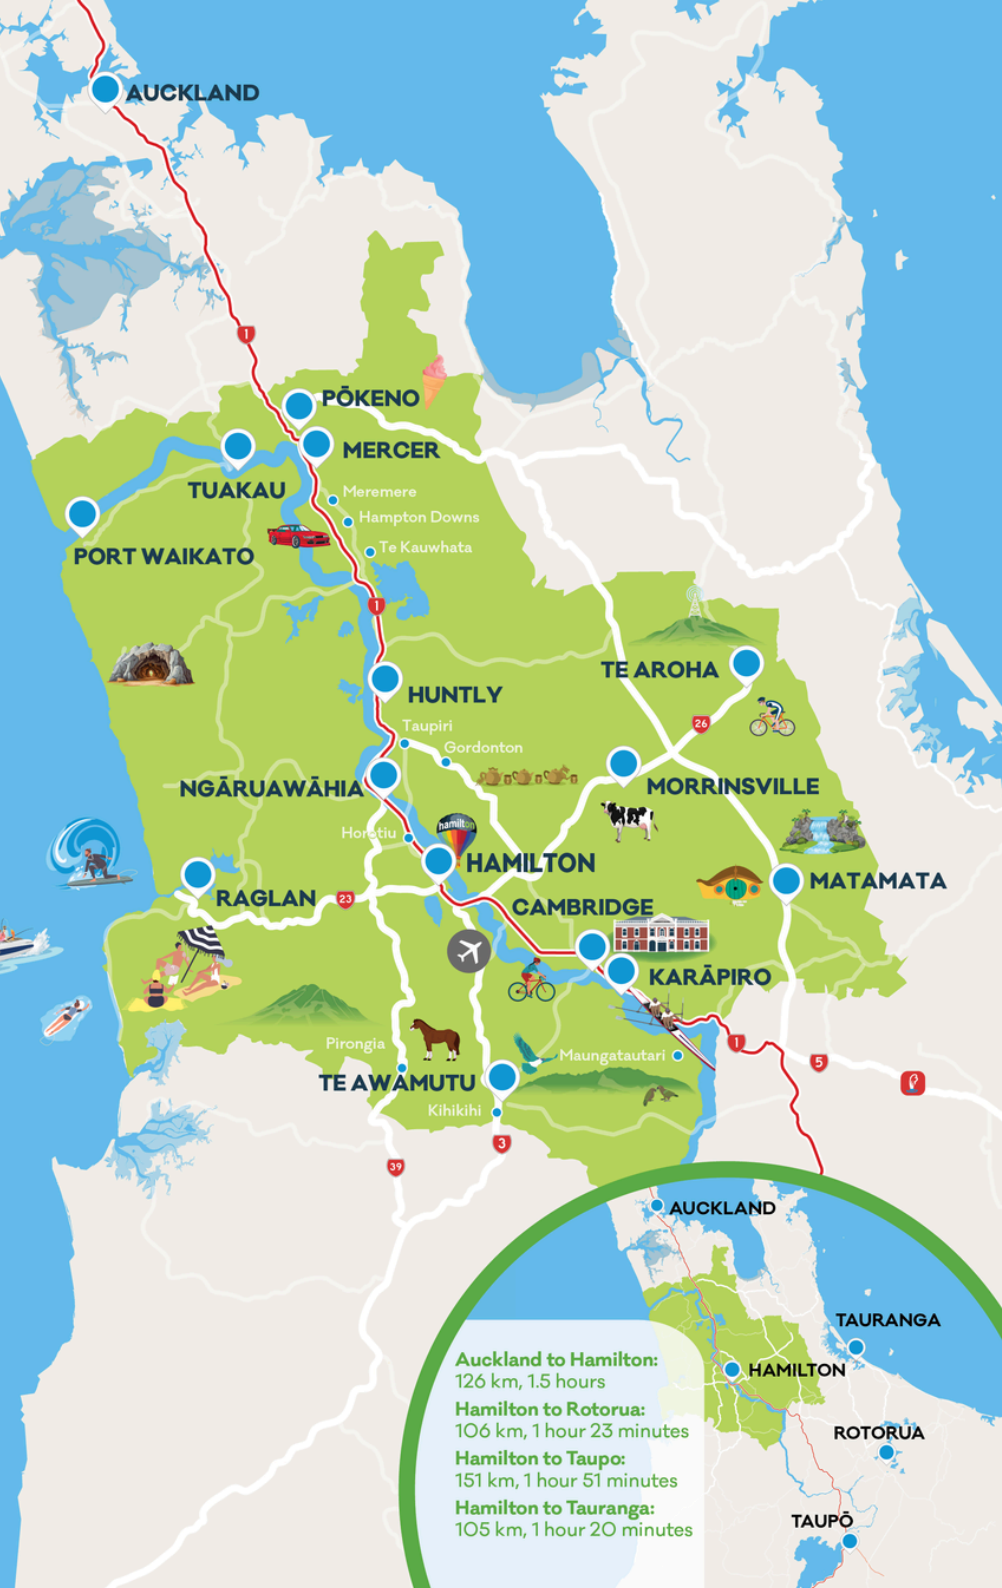 AUCKLAND
1
PŌKENO
MERCER
TUAKAU
Meremere
Hampton Downs
PORT WAIKATO
Te Kauwhata
1
TE AROHA
HUNTLY
26
Taupiri
Gordonton
NGĀRUAWĀHIA
MORRINSVILLE
Horotiu
hamilton
HAMILTON
MATAMATA
RAGLAN
23
CAMBRIDGE
KARĀPIRO
Pirongia
1
Maungatautari
5
TE AWAMUTU
Kihikihi
3
39
AUCKLAND
TAURANGA
HAMILTON
ROTORUA
TAUPŌ
Auckland to Hamilton:
126 km, 1.5 hours
Hamilton to Rotorua:
106 km, 1 hour 23 minutes
Hamilton to Taupo:
151 km, 1 hour 51 minutes
Hamilton to Tauranga:
105 km, 1 hour 20 minutes